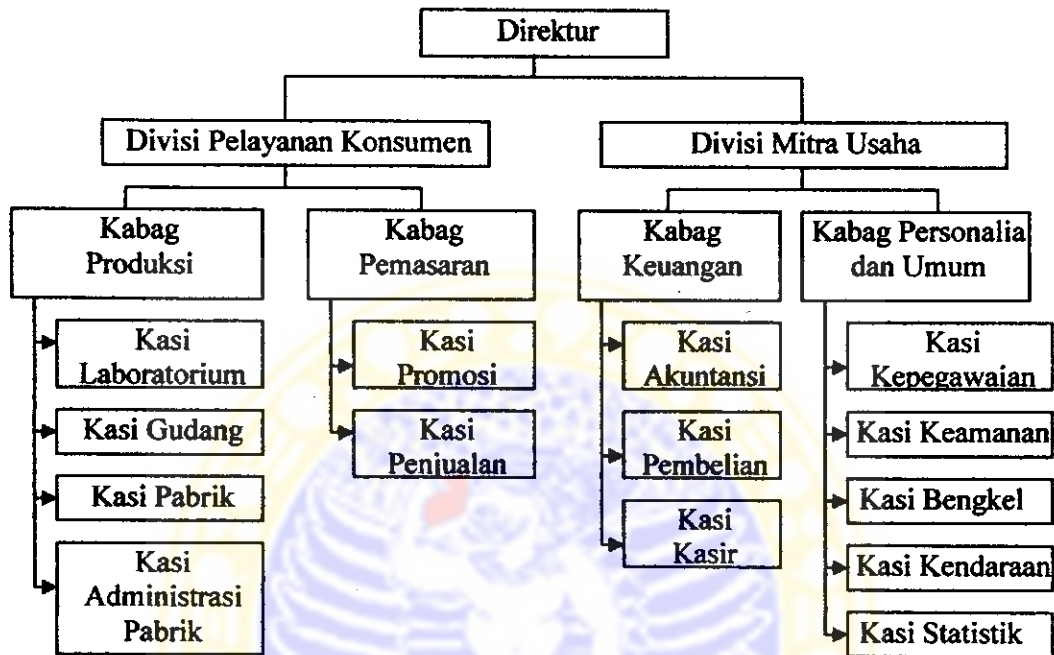 Direktur
Divisi Pelayanan Konsumen
Divisi Mitra Usaha
Kabag
Produksi
Kabag
Pemasaran
Kabag
Keuangan
Kabag Personalia
dan Umum
Kasi
Laboratorium
Kasi Gudang
Kasi Pabrik
Kasi
Administrasi
Pabrik
Kasi
Promosi
Kasi
Penjualan
Kasi
Akuntansi
Kasi
Pembelian
Kasi
Kasir
Kasi
Kepegawaian
Kasi Keamanan
Kasi Bengkel
Kasi Kendaraan
Kasi Statistik